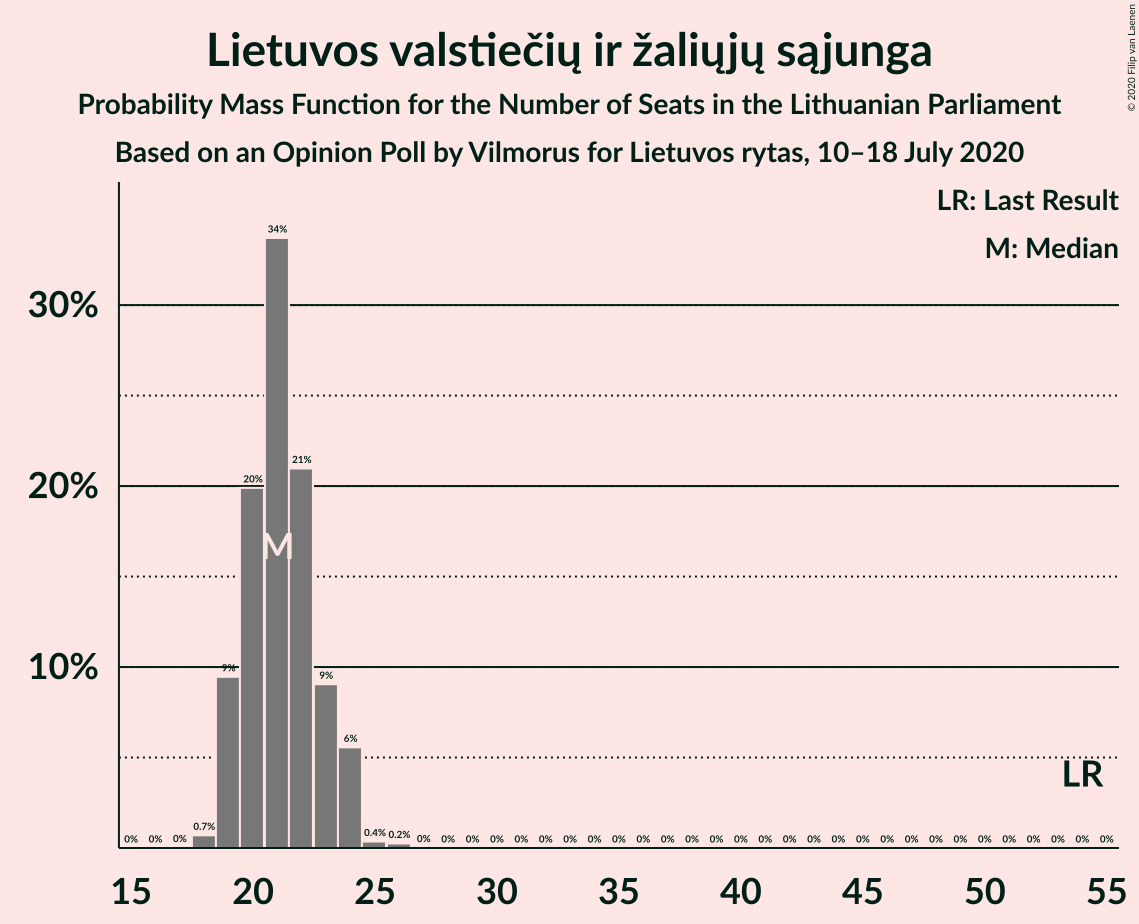 Lietuvos valstiečių ir žaliųjų sąjunga
Probability Mass Function for the Number of Seats in the Lithuanian Parliament
Based on an Opinion Poll by Vilmorus for Lietuvos rytas, 10–18 July 2020
© 2020 Filip van Laenen
LR: Last Result
M: Median
34%
30%
21%
20%
20%
M
10%
9%
9%
6%
LR
0% 0% 0% 0.7% 0.4% 0.2% 0% 0% 0% 0% 0% 0% 0% 0% 0% 0% 0% 0% 0% 0% 0% 0% 0% 0% 0% 0% 0% 0% 0% 0% 0% 0% 0% 0% 0%
15 20 25 30 35 40 45 50 55